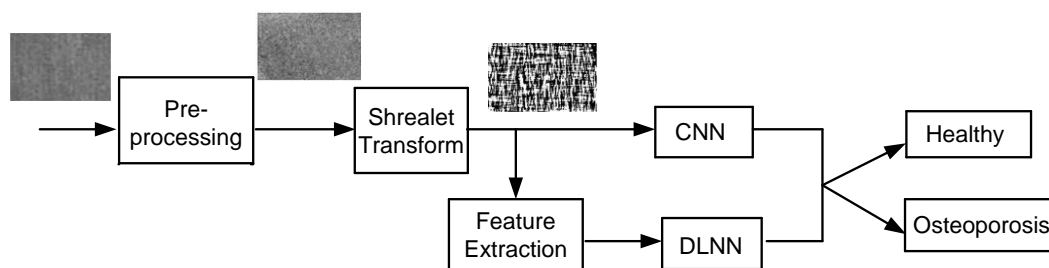 Pre-
processing
Shrealet
Transform
CNN
Healthy
Feature
Extraction
DLNN
Osteoporosis